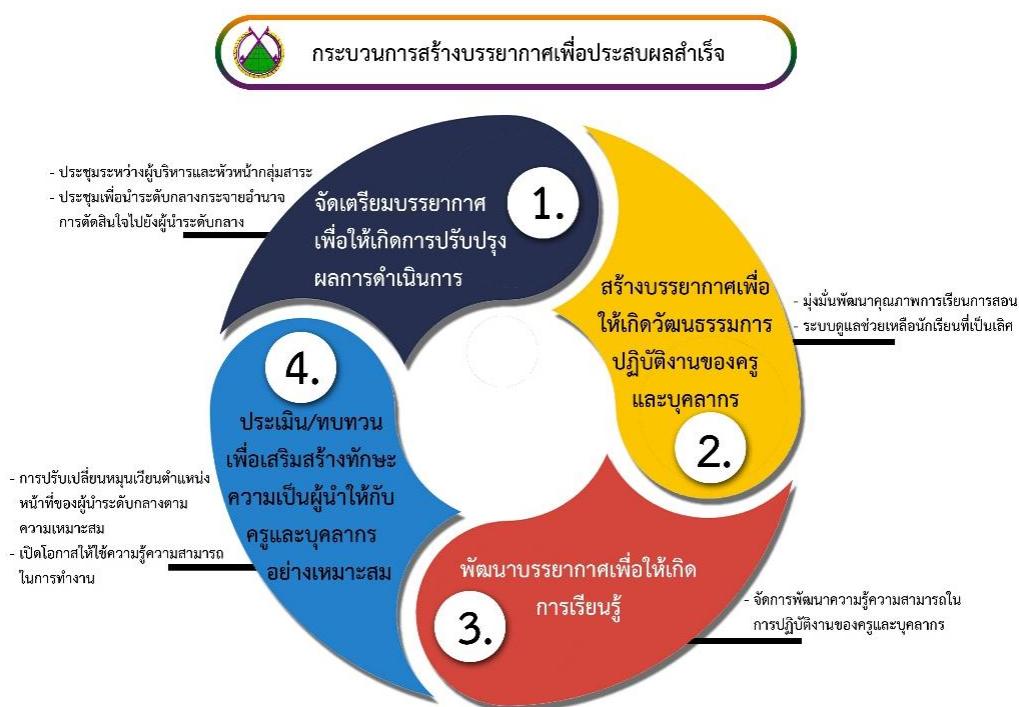 กระบวนการสร้างบรรยากาศเพื่อประสบผลสำเร็จ
1.
จัดเตรียมบรรยากาศ
เพื่อให้เกิดการปรับปรุง
ผลการดำเนินการ
- ประชุมระหว่างผู้บริหารและหัวหน้ากลุ่มสาระ
- ประชุมเพื่อนำระดับกลางกระจายอำนาจ
การตัดสินใจไปยังผู้นำระดับกลาง
สร้างบรรยากาศเพื่อ
ให้เกิดวัฒนธรรมการ
ปฏิบัติงานของครู
และบุคลากร
2.
- มุ่งมั่นพัฒนาคุณภาพการเรียนการสอน
- ระบบดูแลช่วยเหลือนักเรียนที่เป็นเลิศ
พัฒนาบรรยากาศเพื่อให้เกิด
การเรียนรู้
3.
- จัดการพัฒนาความรู้ความสามารถใน
การปฏิบัติงานของครูและบุคลากร
4.
ประเมิน/ทบทวน
เพื่อเสริมสร้างทักษะ
ความเป็นผู้นำให้กับ
ครูและบุคลากร
อย่างเหมาะสม
- การปรับเปลี่ยนหมุนเวียนตำแหน่ง
หน้าที่ของผู้นำระดับกลางตาม
ความเหมาะสม
- เปิดโอกาสให้ใช้ความรู้ความสามารถ
ในการทำงาน